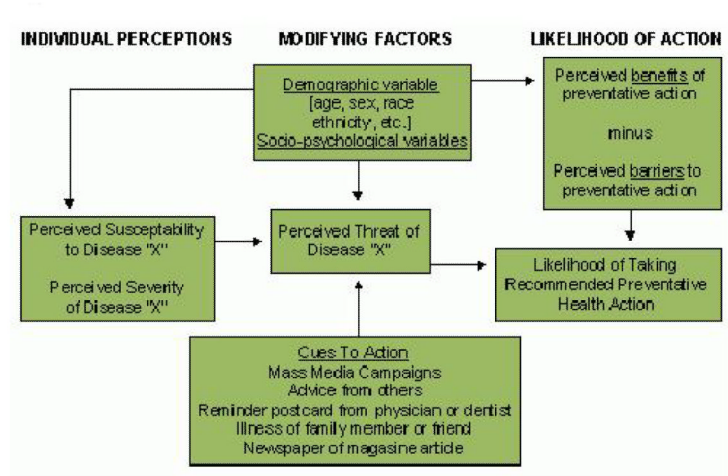 INDIVIDUAL PERCEPTIONS
MODIFYING FACTORS
LIKELIHOOD OF ACTION
Demographic variable
[age, sex, race
ethnicity, etc.]
Socio-psychological variables
Perceived benefits of
preventative action
minus
Perceived barriers to
preventative action
Perceived Susceptability
to Disease "X"
Perceived Severity
of Disease "X"
Perceived Threat of
Disease "X"
Likelihood of Taking
Recommended Preventative
Health Action
Cues To Action
Mass Media Campaigns
Advice from others
Reminder postcard from physician or dentist
Illness of family member or friend
Newspaper of magasine article